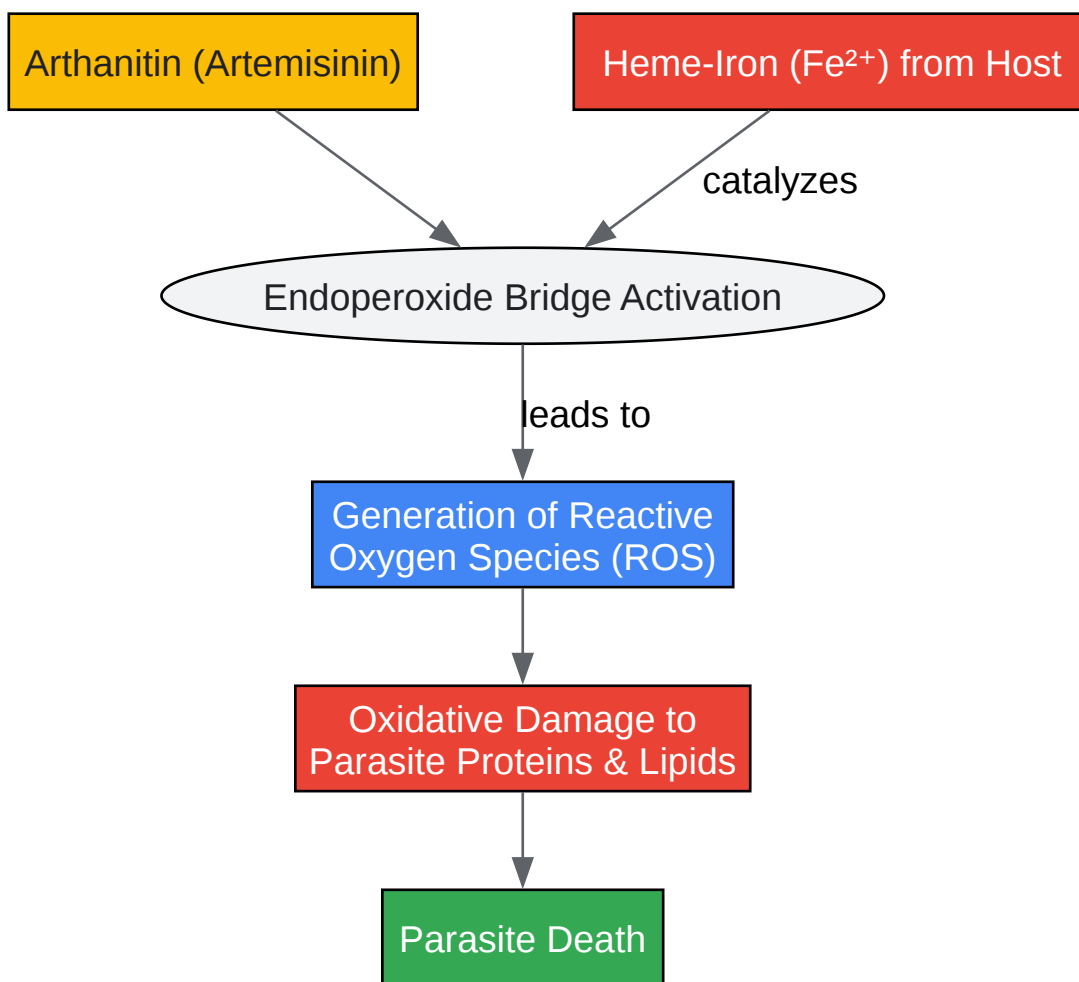 Arthanitin (Artemisinin)
Heme-Iron (Fe²⁺) from Host
catalyzes
Endoperoxide Bridge Activation
leads to
Generation of Reactive
Oxygen Species (ROS)
Oxidative Damage to
Parasite Proteins & Lipids
Parasite Death